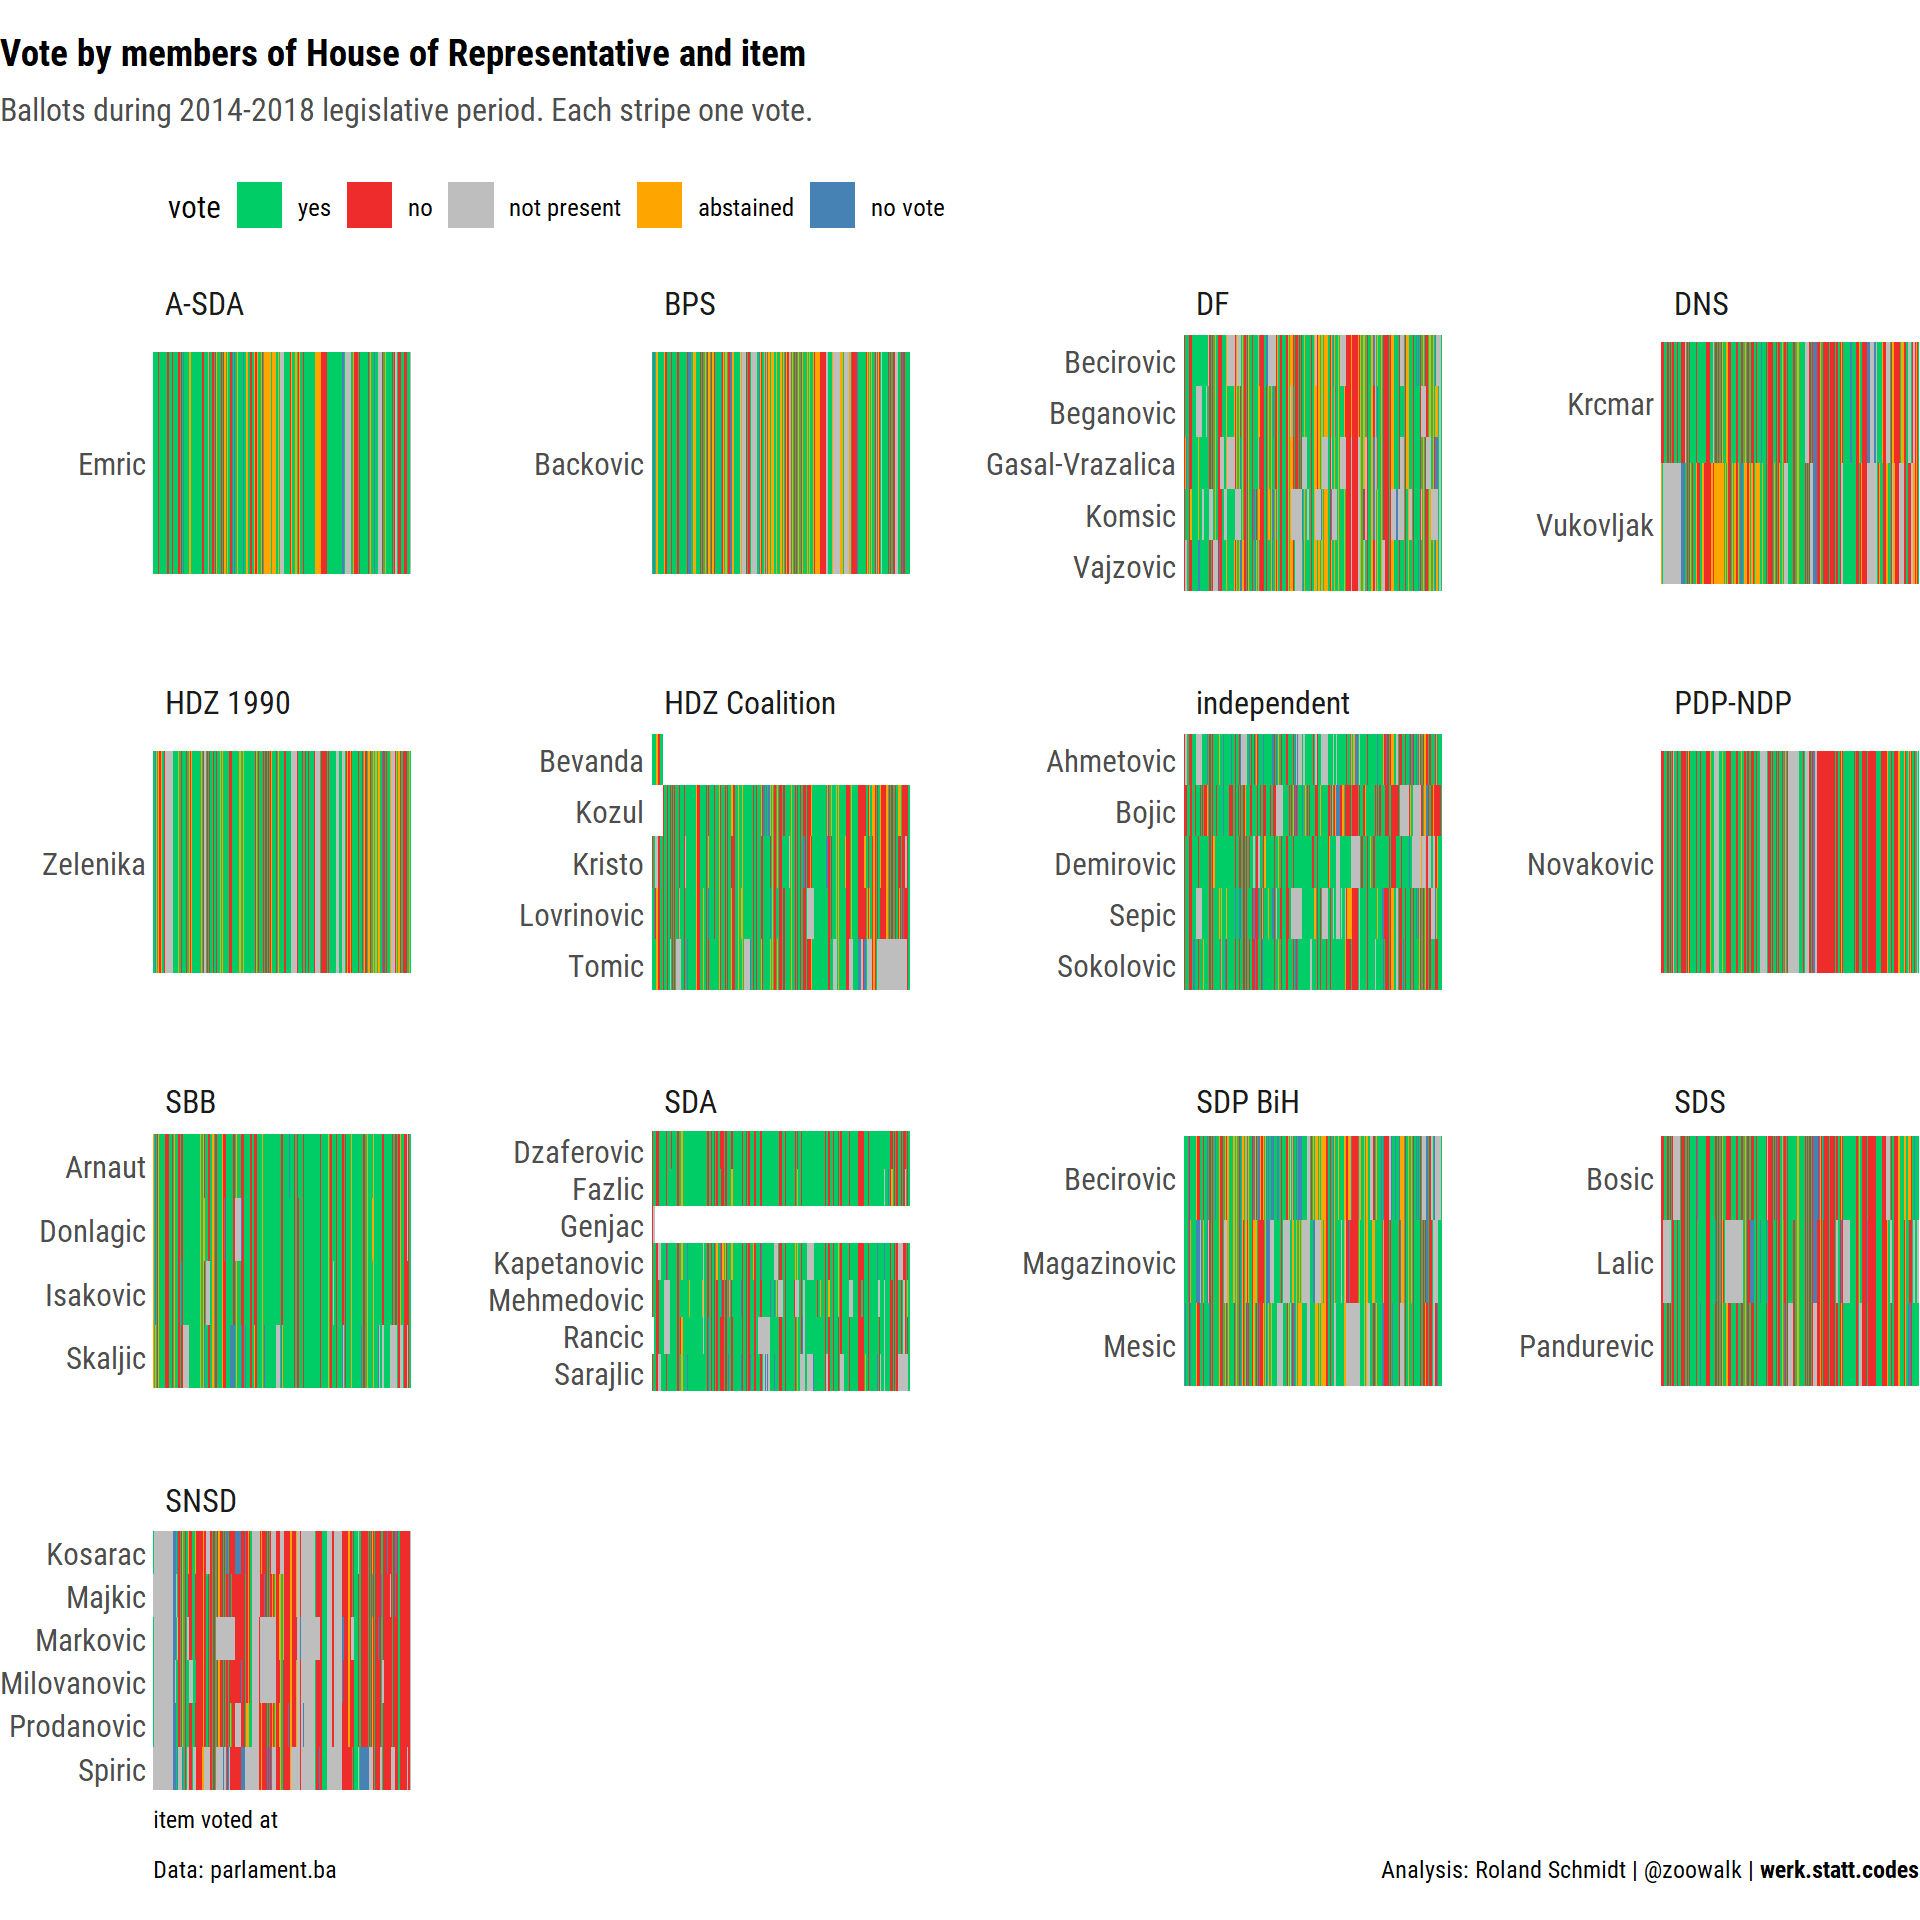 Vote by members of House of Representative and item
Ballots during 2014-2018 legislative period. Each stripe one vote.
vote yes no not present abstained no vote
A-SDA
Emric
BPS
Backovic
DF
Becirovic
Beganovic
Gasal-Vrazalica
Komsic
Vajzovic
DNS
Krcmar
Vukovljak
HDZ 1990
Zelenika
HDZ Coalition
Bevanda
Kozul
Kristo
Lovrinovic
Tomic
independent
Ahmetovic
Bojic
Demirovic
Sepic
Sokolovic
PDP-NDP
Novakovic
SBB
Arnaut
Donlagic
Isakovic
Skaljic
SDA
Dzaferovic
Fazlic
Genjac
Kapetanovic
Mehmedovic
Rancic
Sarajlic
SDP BiH
Becirovic
Magazinovic
Mesic
SDS
Bosic
Lalic
Pandurevic
SNSD
Kosarac
Majkic
Markovic
Milovanovic
Prodanovic
Spiric
item voted at
Data: parlament.ba
Analysis: Roland Schmidt | @zoowalk | werk.statt.codes